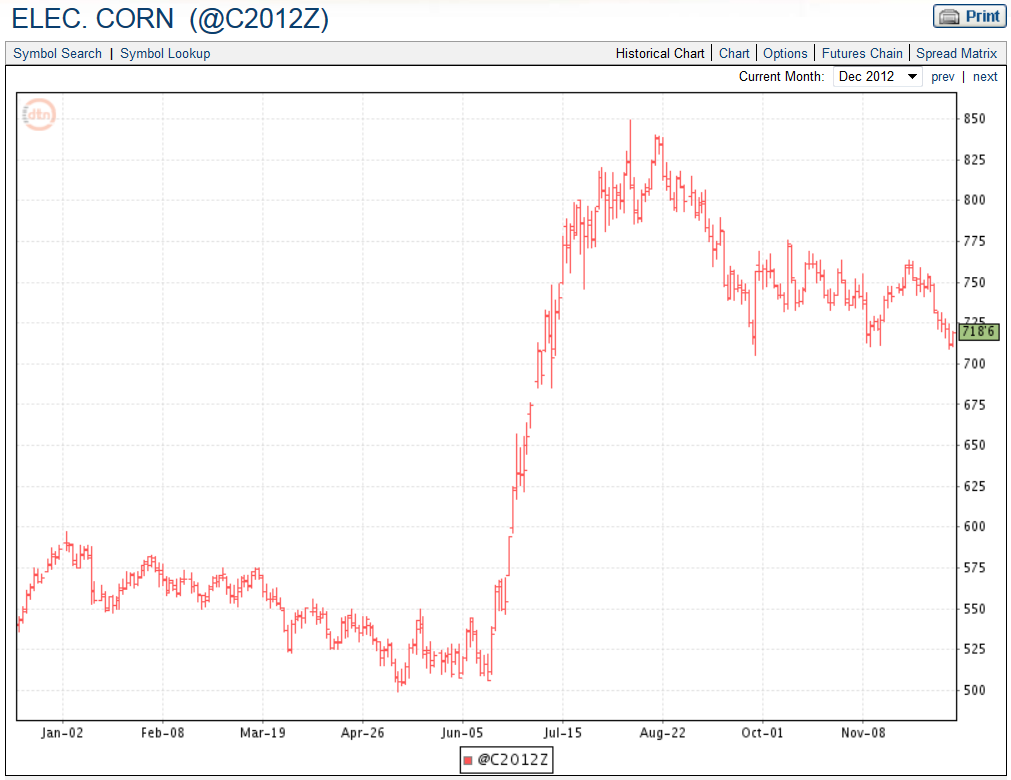 ELEC. CORN (@C2012Z)
Print
Symbol Search | Symbol Lookup
Historical Chart | Chart | Options | Futures Chain | Spread Matrix
Current Month: Dec 2012 prev | next
dtn
850
825
800
775
750
725
718'6
700
675
650
625
600
575
550
525
500
Jan-02 Feb-08 Mar-19 Apr-26 Jun-05 Jul-15 Aug-22 Oct-01 Nov-08
@C2012Z